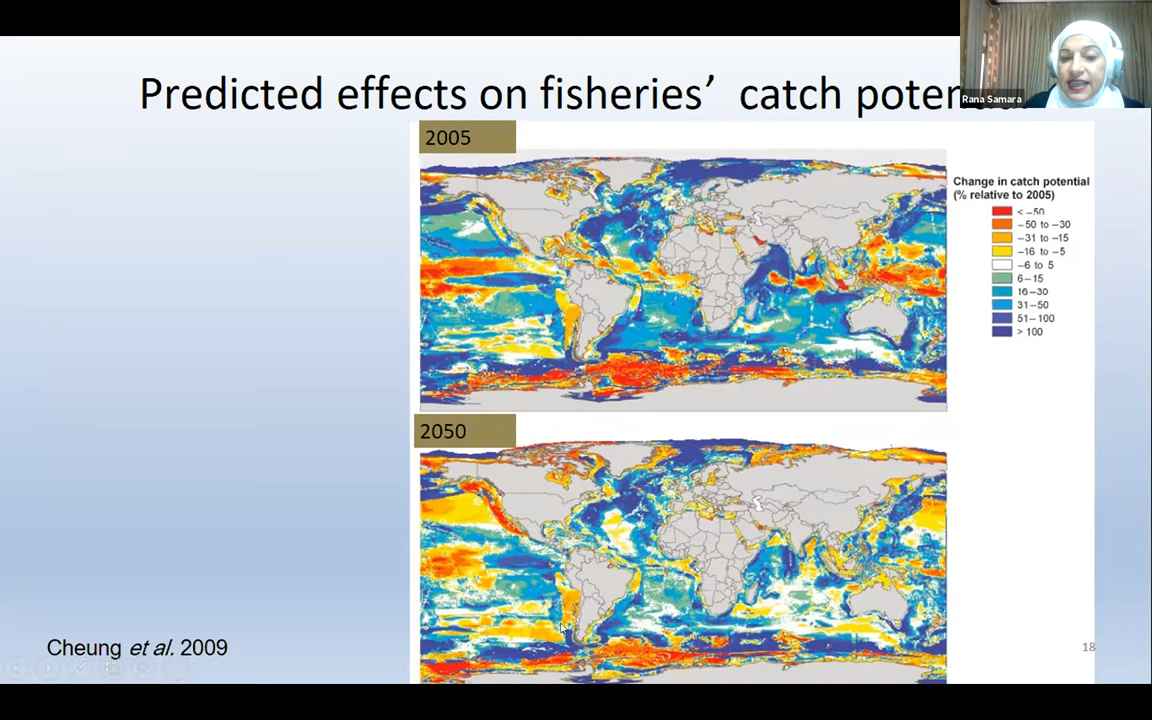 Predicted effects on fisheries’ catch poten
Rana Samara
2005
Change in catch potential
(% relative to 2005)
< −50
−50 to −30
−31 to −15
−16 to −5
−6 to 5
6−15
16−30
31−50
51−100
> 100
2050
Cheung et al. 2009
18